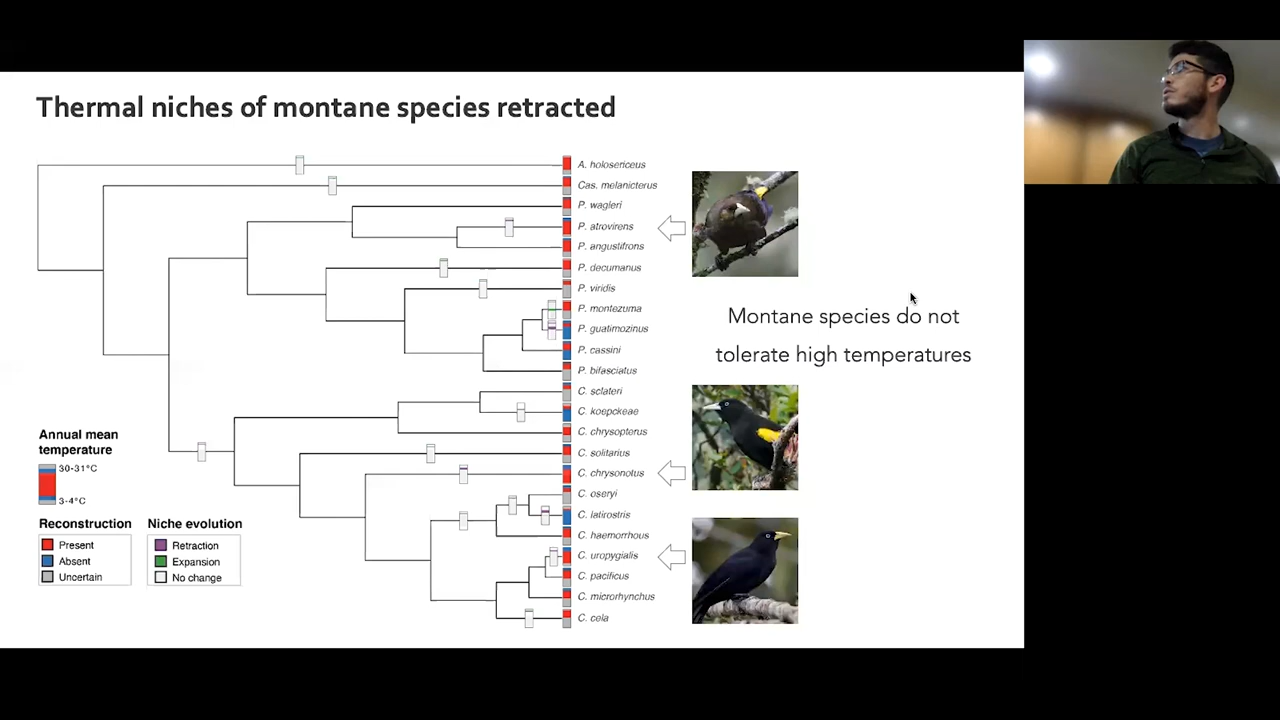 Thermal niches of montane species retracted
A. holosericeus
Cas. melanicterus
P. wagleri
P. atrovirens
P. angustifrons
P. decumanus
P. viridis
P. montezuma
P. guatimozinus
P. cassini
P. bifasciatus
C. sclateri
C. koepckeae
C. chrysopterus
C. solitarius
C. chrysonotus
C. oseryi
C. latirostris
C. haemorrhous
C. uropygialis
C. pacificus
C. microrhynchus
C. cela
Montane species do not
tolerate high temperatures
Annual mean
temperature
30-31°C
3-4°C
Reconstruction
Present
Absent
Uncertain
Niche evolution
Retraction
Expansion
No change